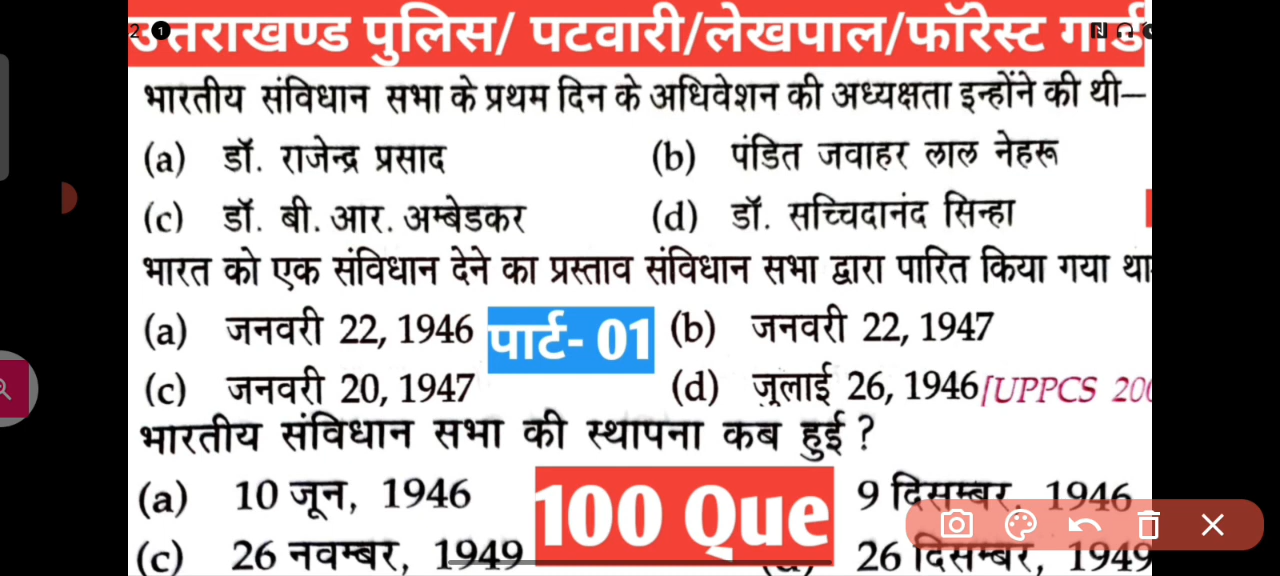 उत्तराखण्ड पुलिस/ पटवारी/लेखपाल/फॉरेस्ट गार्ड
भारतीय संविधान सभा के प्रथम दिन के अधिवेशन की अध्यक्षता इन्होंने की थी—
(a) डॉ. राजेन्द्र प्रसाद (b) पंडित जवाहर लाल नेहरू
(c) डॉ. बी. आर. अम्बेडकर (d) डॉ. सच्चिदानंद सिन्हा
भारत को एक संविधान देने का प्रस्ताव संविधान सभा द्वारा पारित किया गया था
(a) जनवरी 22, 1946 (b) जनवरी 22, 1947
पार्ट- 01
(c) जनवरी 20, 1947 (d) जूलाई 26, 1946 [UPPCS
भारतीय संविधान सभा की स्थापना कब हुई ?
(a) 10 जून, 1946 9 दिसम्बर, 1946
100 Que
(c) 26 नवम्बर, 1949 26 दिसम्बर, 1949